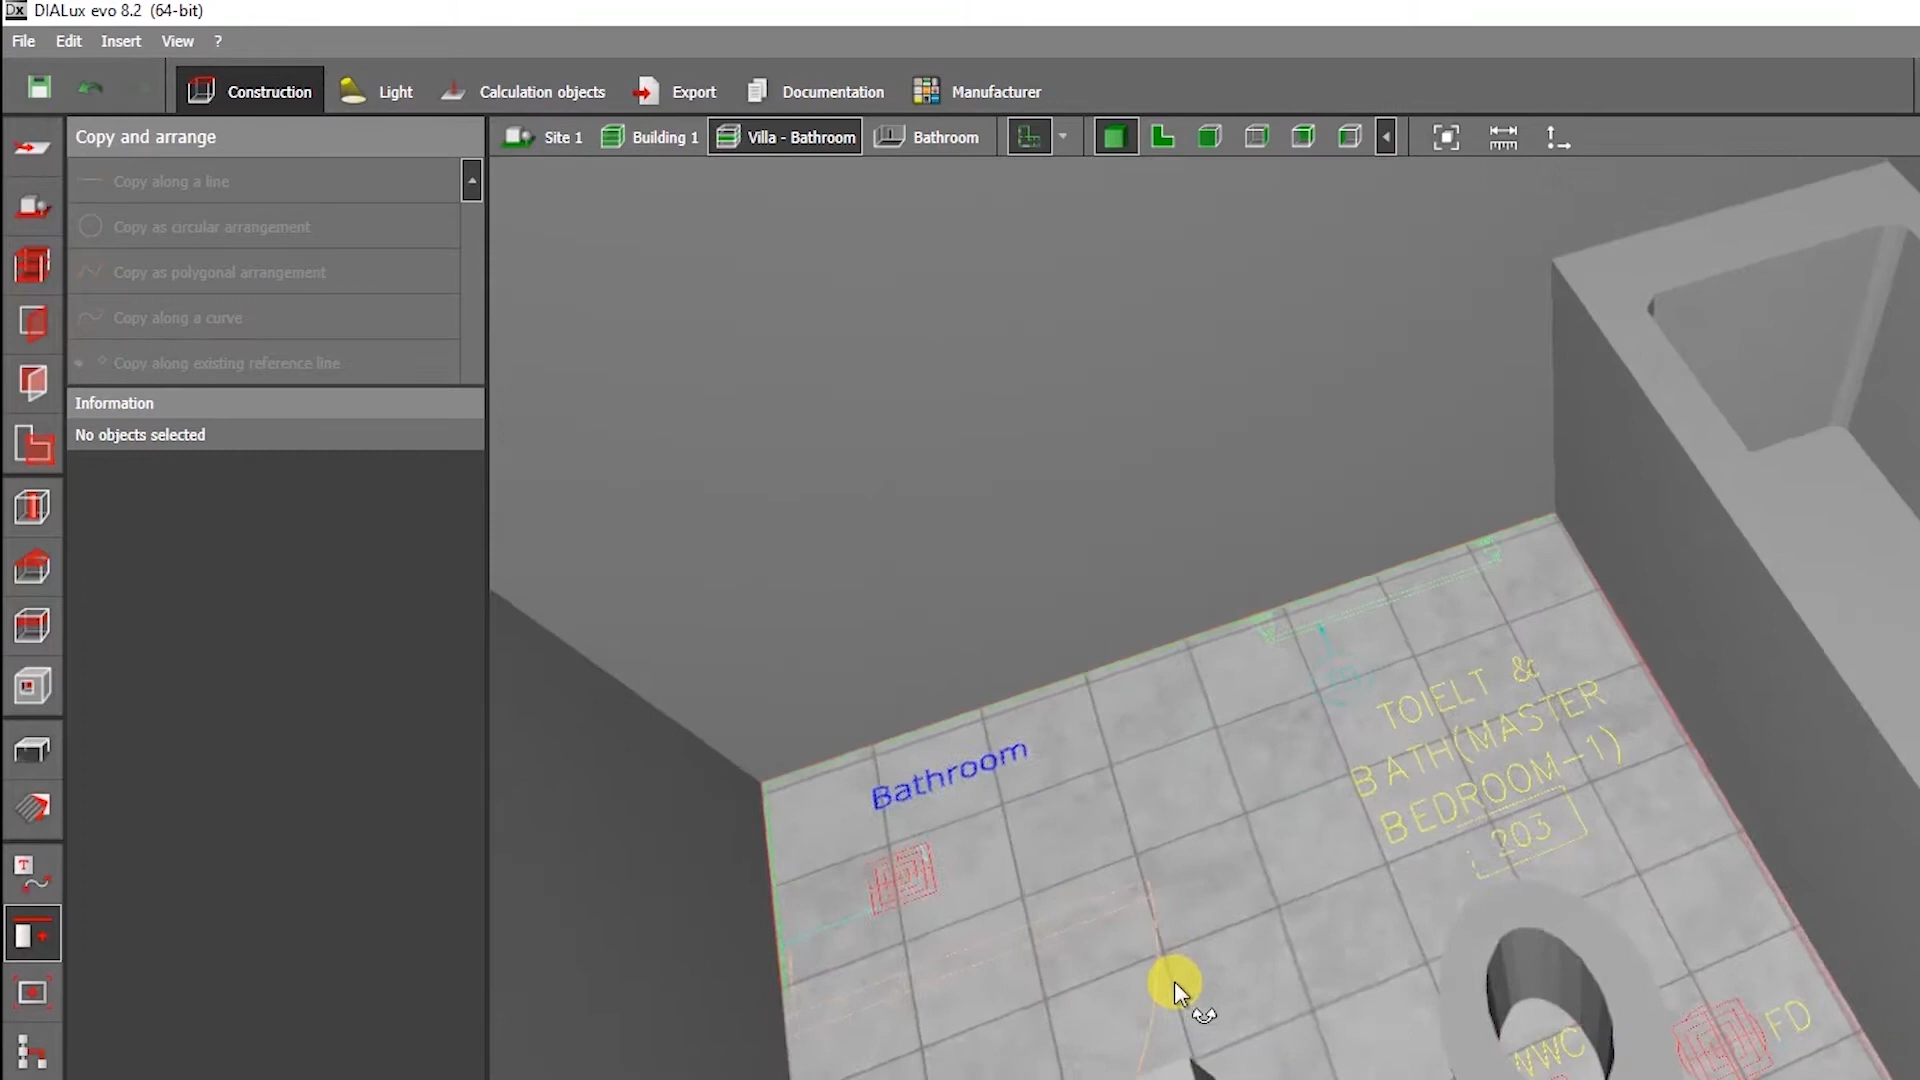 Dx DIALux evo 8.2 (64-bit)
File Edit Insert View ?
Construction Light Calculation objects Export Documentation Manufacturer
Copy and arrange
Site 1 Building 1 Villa - Bathroom Bathroom
Copy along a line
Copy as circular arrangement
Copy as polygonal arrangement
Copy along a curve
Copy along existing reference line
Information
No objects selected
TOIELT &
BATH(MASTER
BEDROOM-1)
203
Bathroom
FD
WWC